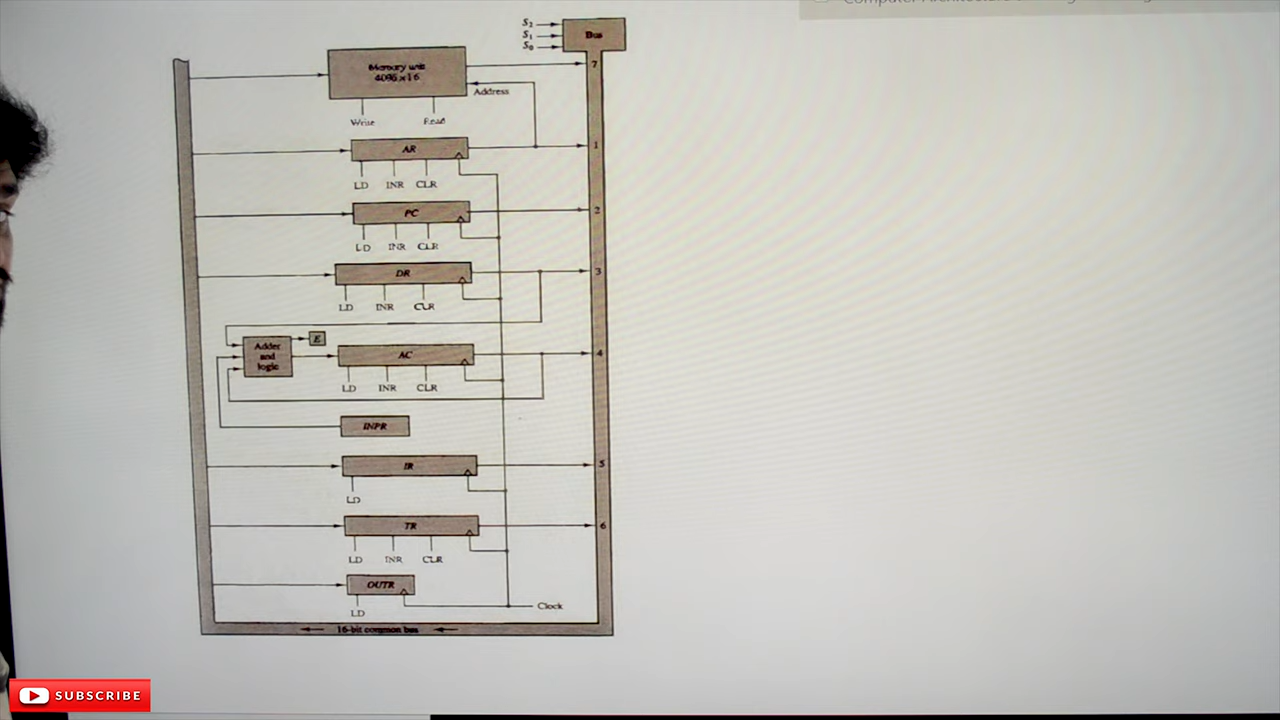 S2
S1
S0
Bus
Memory unit
4096 x 16
7
Address
Write
Read
AR
1
LD
INR
CLR
PC
2
LD
INR
CLR
DR
3
LD
INR
CLR
Adder
and
logic
E
AC
4
LD
INR
CLR
INPR
IR
5
LD
TR
6
LD
INR
CLR
OUTR
LD
Clock
16-bit common bus
SUBSCRIBE